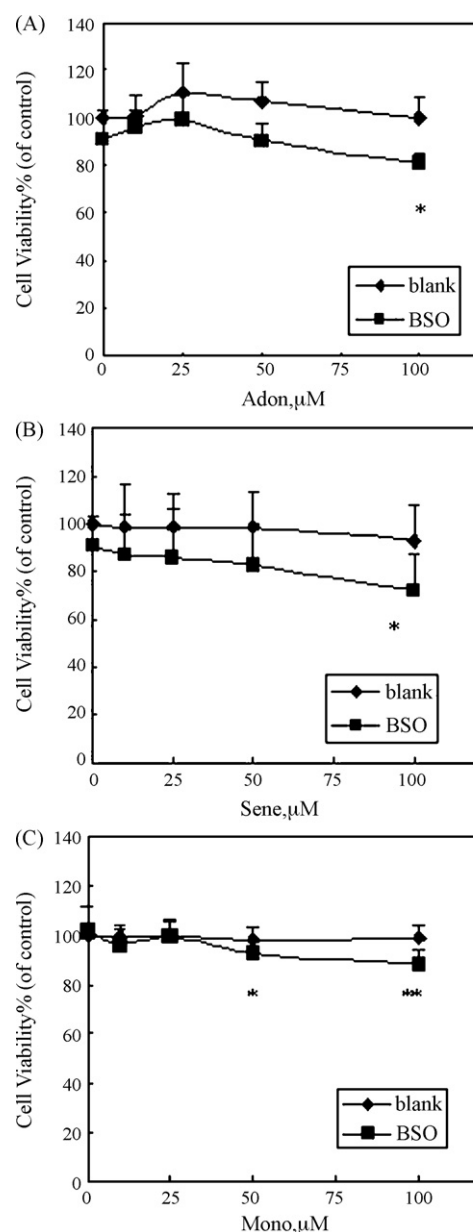 (A)
140
120
100
80
60
40
20
0
Cell Viability% (of control)
*
blank
BSO
0 25 50 75 100
Adon,μM
(B)
140
120
100
80
60
40
20
0
Cell Viability% (of control)
*
blank
BSO
0 25 50 75 100
Sene,μM
(C)
140
120
100
80
60
40
20
0
Cell Viability% (of control)
* **
blank
BSO
0 25 50 75 100
Mono,μM